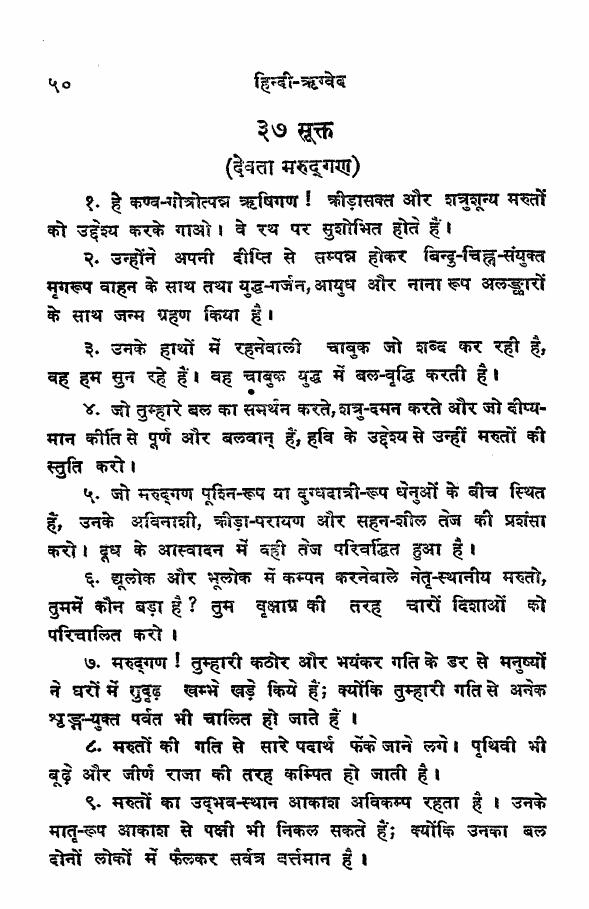 ५०
हिन्दी-ऋग्वेद
३७ सूक्त
(देवता मरुद्‌गण)
१. हे कण्व-गोत्रोत्पन्न ऋषिगण ! क्रीड़ासक्त और शत्रुशून्य मरुतों
को उद्देश्य करके गाओ। वे रथ पर सुशोभित होते हैं।
२. उन्होंने अपनी दीप्ति से सम्पन्न होकर बिन्दु-चिह्न-संयुक्त
मृगरूप वाहन के साथ तथा युद्ध-गर्जन, आयुध और नाना रूप अलङ्कारों
के साथ जन्म ग्रहण किया है।
३. उनके हाथों में रहनेवाली चाबुक जो शब्द कर रही है,
वह हम सुन रहे हैं। वह चाबुक युद्ध में बल-वृद्धि करती है।
४. जो तुम्हारे बल का समर्थन करते, शत्रु-दमन करते और जो दीप्य-
मान कीर्ति से पूर्ण और बलवान् हैं, हवि के उद्देश्य से उन्हीं मरुतों की
स्तुति करो।
५. जो मरुद्‌गण पृश्नि-रूप या दुग्धदात्री-रूप धेनुओं के बीच स्थित
हैं, उनके अविनाशी, क्रीड़ा-परायण और सहन-शील तेज की प्रशंसा
करो। दूध के आस्वादन में वही तेज परिवर्द्धित हुआ है।
६. द्युलोक और भूलोक में कम्पन करनेवाले नेतृ-स्थानीय मरुतो,
तुममें कौन बड़ा है? तुम वृक्षाग्र की तरह चारों दिशाओं को
परिचालित करो ।
७. मरुद्‌गण ! तुम्हारी कठोर और भयंकर गति के डर से मनुष्यों
ने घरों में सुदृढ़ खम्भे खड़े किये हैं; क्योंकि तुम्हारी गति से अनेक
शृङ्ग-युक्त पर्वत भी चालित हो जाते हैं ।
८. मरुतों की गति से सारे पदार्थ फेंके जाने लगे। पृथिवी भी
बूढ़े और जीर्ण राजा की तरह कम्पित हो जाती है।
९. मरुतों का उद्‌भव-स्थान आकाश अविकम्प रहता है । उनके
मातृ-रूप आकाश से पक्षी भी निकल सकते हैं; क्योंकि उनका बल
दोनों लोकों में फैलकर सर्वत्र वर्त्तमान है ।